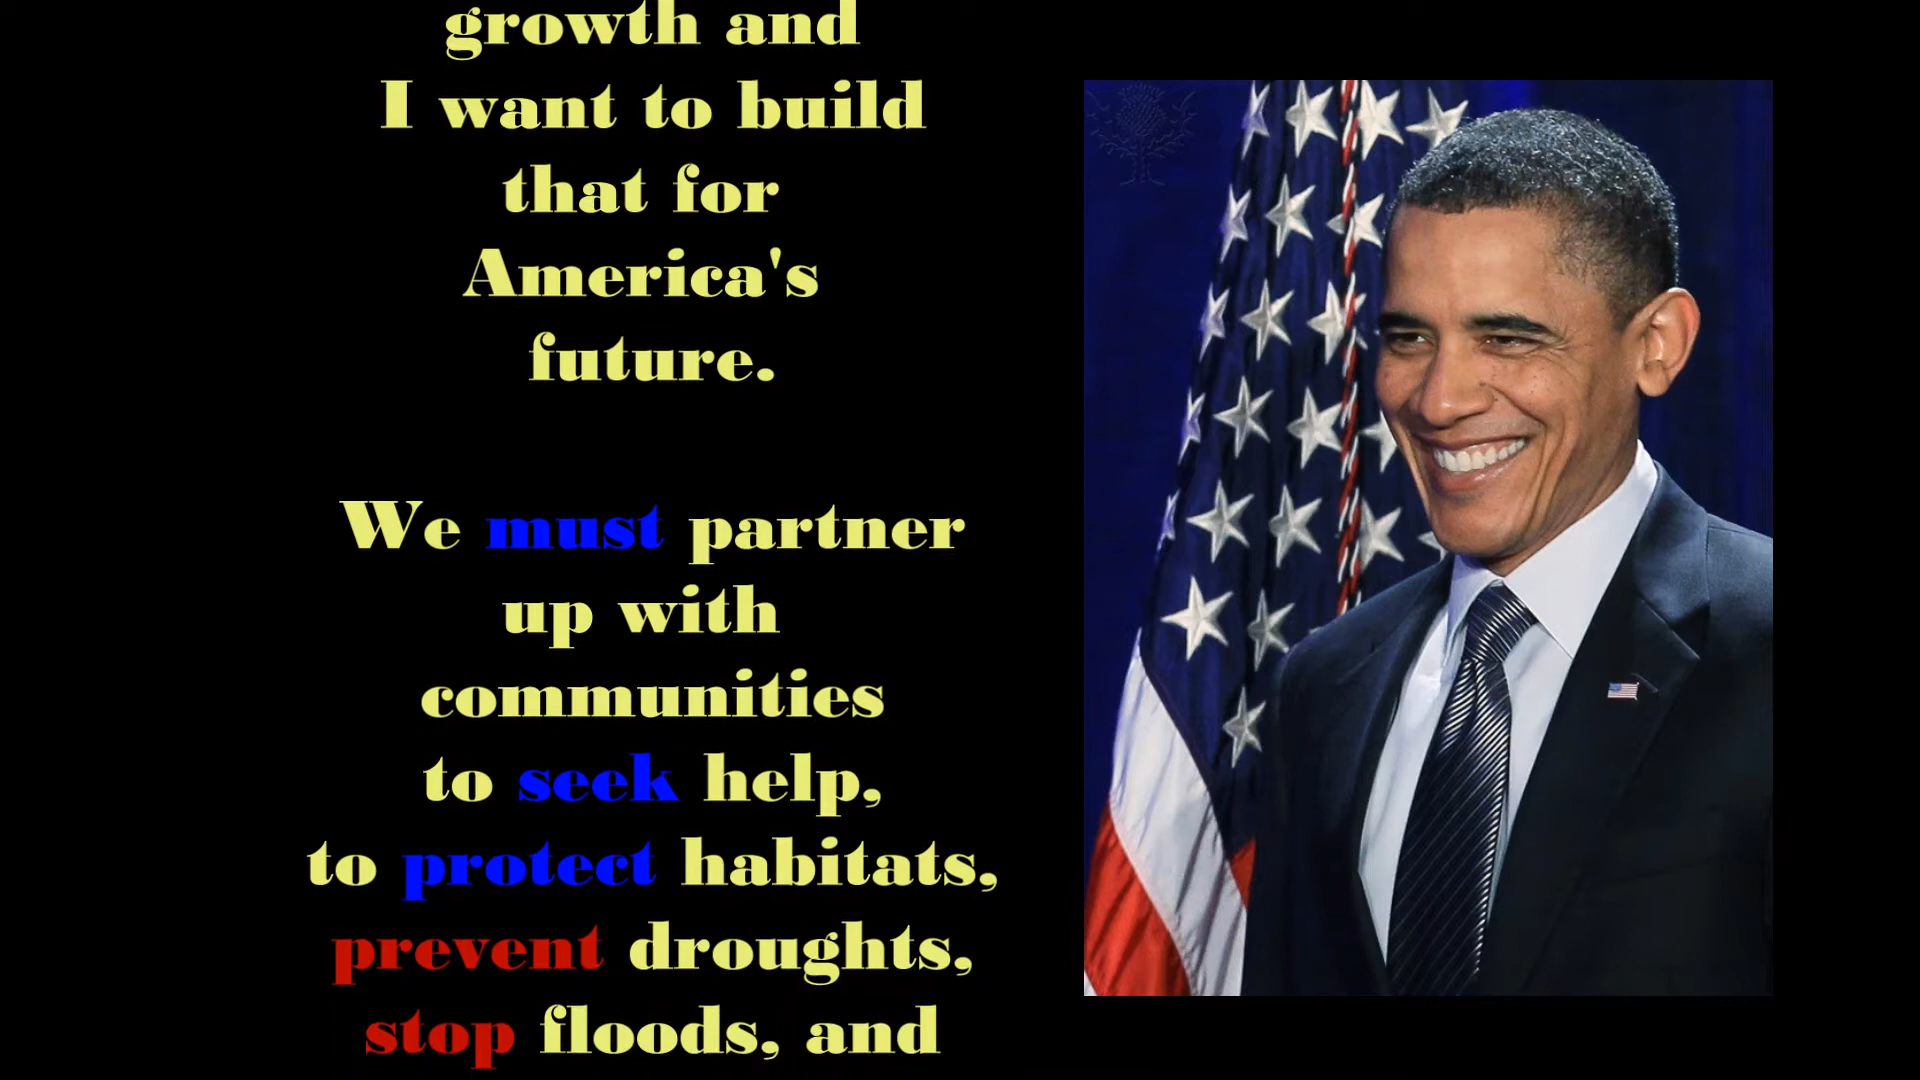 growth and
I want to build
that for
America's
future.
We must partner
up with
communities
to seek help,
to protect habitats,
prevent droughts,
stop floods, and